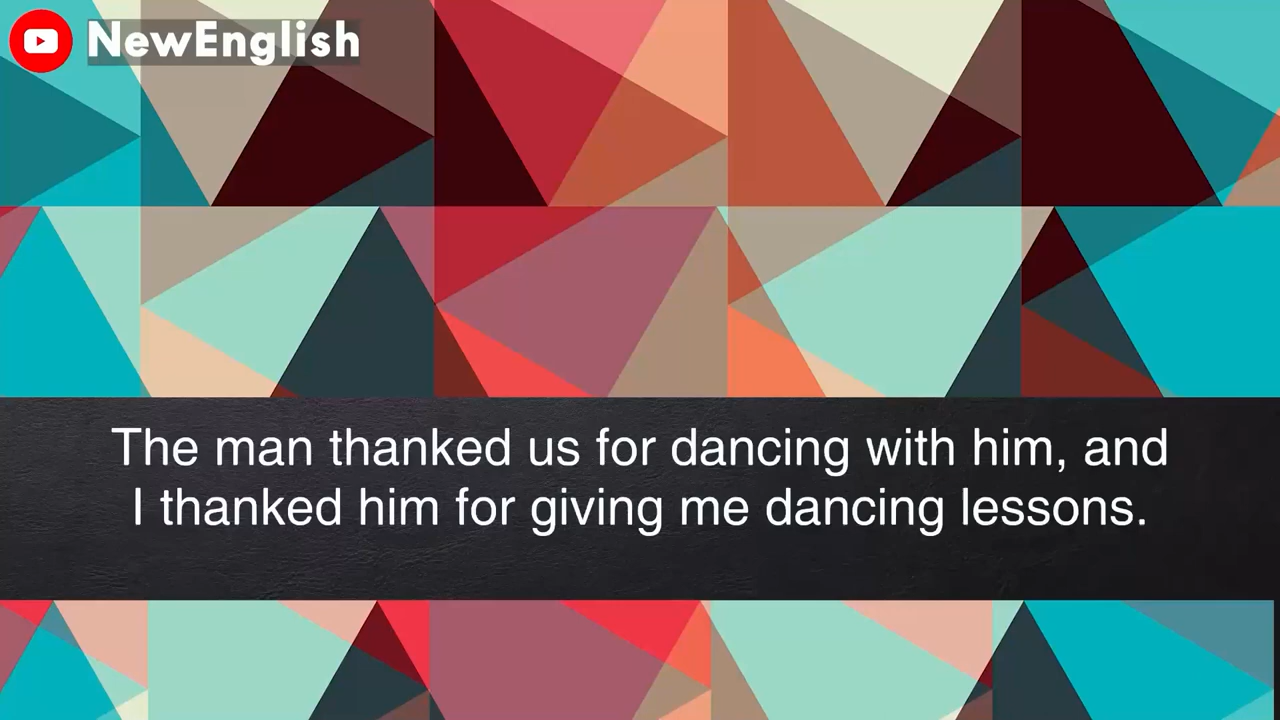 NewEnglish
The man thanked us for dancing with him, and
I thanked him for giving me dancing lessons.